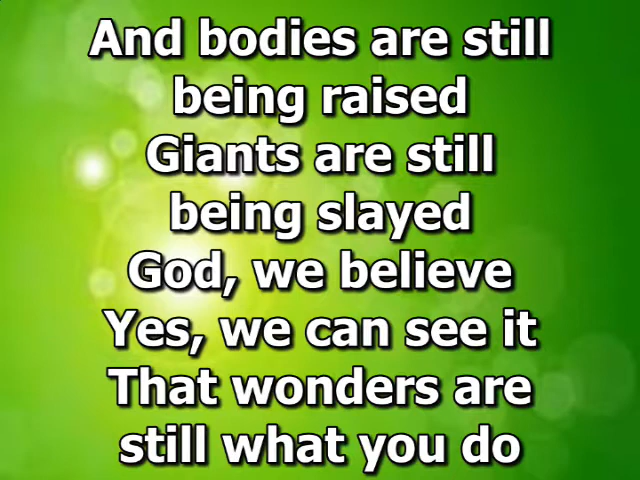 And bodies are still
being raised
Giants are still
being slayed
God, we believe
Yes, we can see it
That wonders are
still what you do